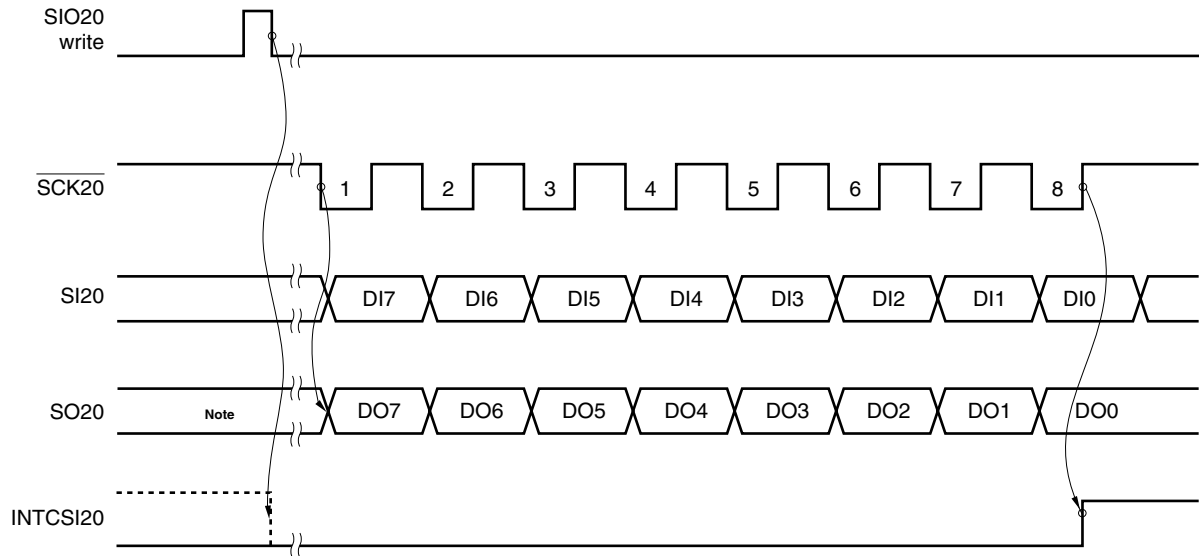 SIO20
write
SCK20
1 2 3 4 5 6 7 8
SI20
DI7 DI6 DI5 DI4 DI3 DI2 DI1 DI0
SO20
Note
DO7 DO6 DO5 DO4 DO3 DO2 DO1 DO0
INTCSI20